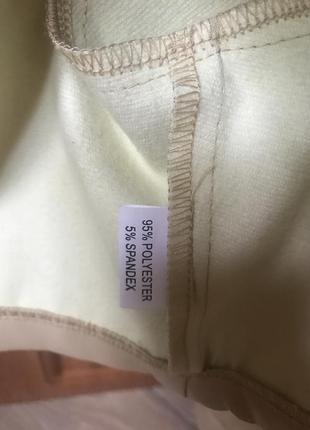 95% POLYESTER
5% SPANDEX